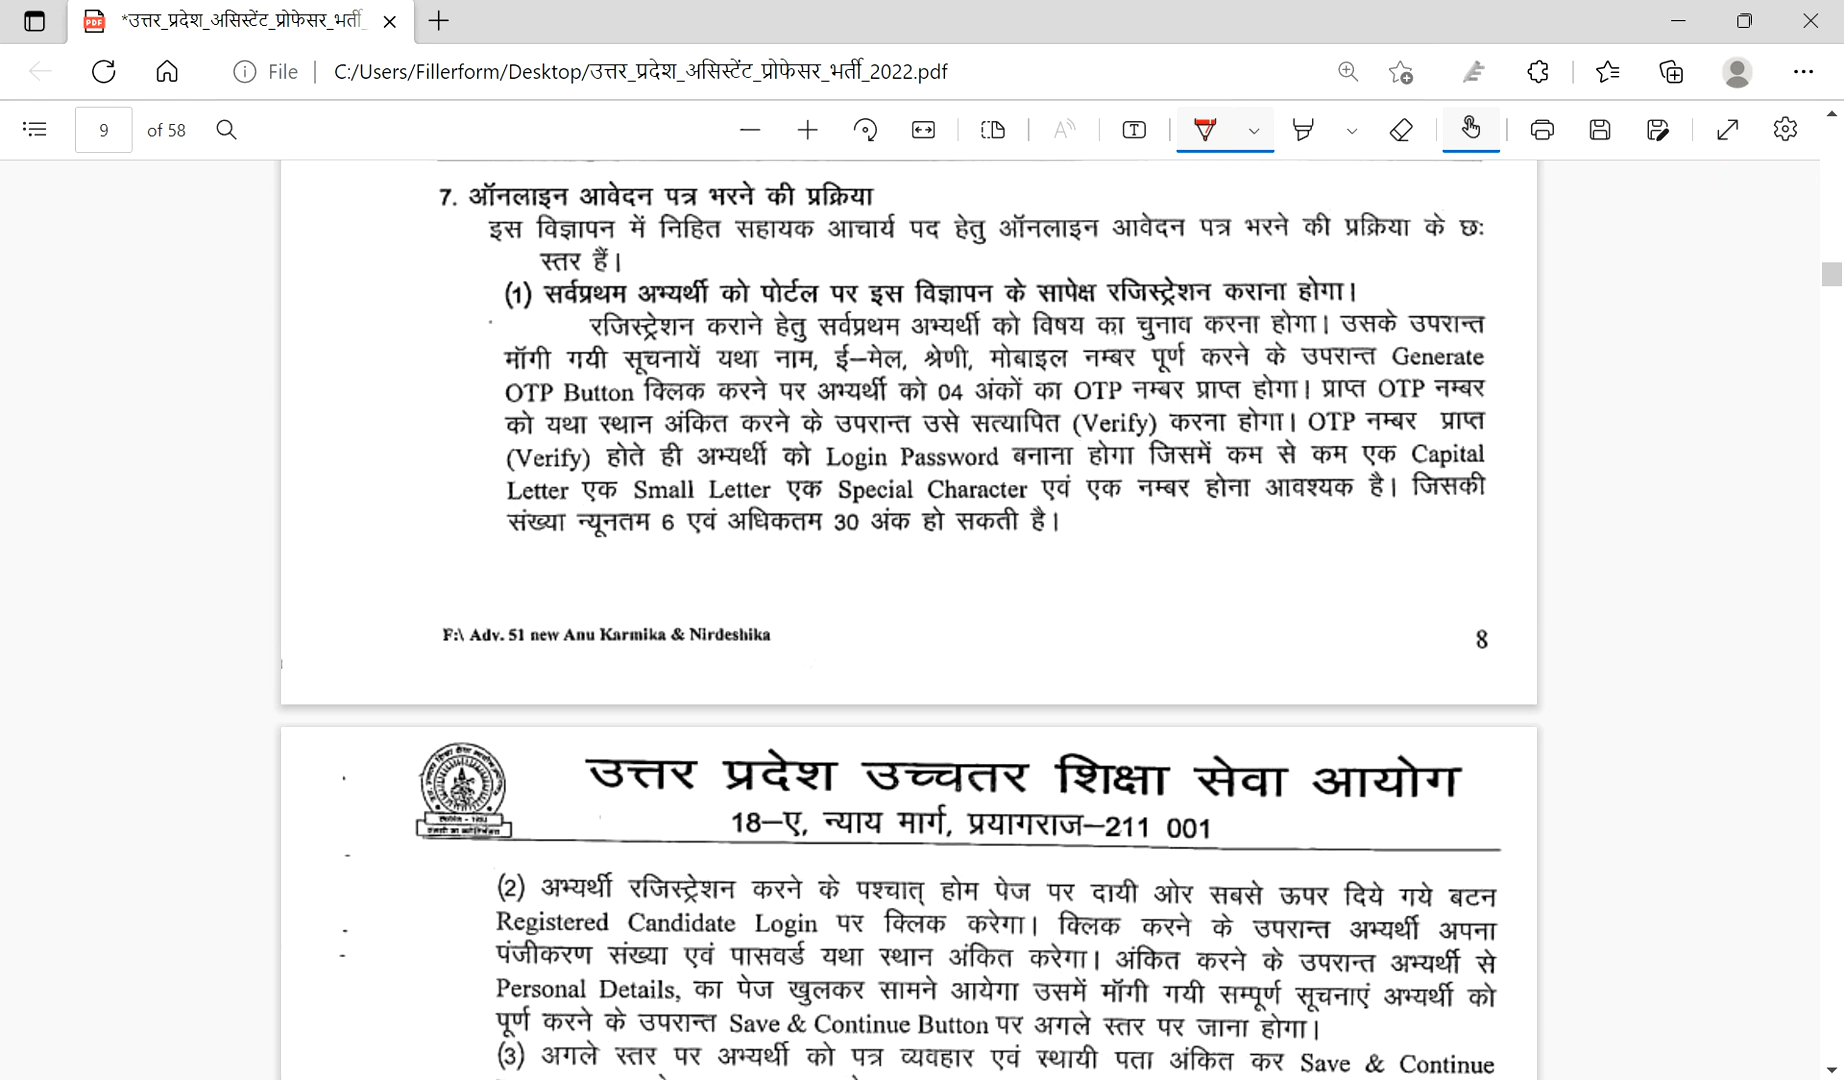 *उत्तर_प्रदेश_असिस्टेंट_प्रोफेसर_भर्ती_
File | C:/Users/Fillerform/Desktop/उत्तर_प्रदेश_असिस्टेंट_प्रोफेसर_भर्ती_2022.pdf
9 of 58
7. ऑनलाइन आवेदन पत्र भरने की प्रक्रिया
इस विज्ञापन में निहित सहायक आचार्य पद हेतु ऑनलाइन आवेदन पत्र भरने की प्रक्रिया के छः
स्तर हैं।
(1) सर्वप्रथम अभ्यर्थी को पोर्टल पर इस विज्ञापन के सापेक्ष रजिस्ट्रेशन कराना होगा।
रजिस्ट्रेशन कराने हेतु सर्वप्रथम अभ्यर्थी को विषय का चुनाव करना होगा। उसके उपरान्त
मॉगी गयी सूचनायें यथा नाम, ई–मेल, श्रेणी, मोबाइल नम्बर पूर्ण करने के उपरान्त Generate
OTP Button क्लिक करने पर अभ्यर्थी को 04 अंकों का OTP नम्बर प्राप्त होगा। प्राप्त OTP नम्बर
को यथा स्थान अंकित करने के उपरान्त उसे सत्यापित (Verify) करना होगा। OTP नम्बर प्राप्त
(Verify) होते ही अभ्यर्थी को Login Password बनाना होगा जिसमें कम से कम एक Capital
Letter एक Small Letter एक Special Character एवं एक नम्बर होना आवश्यक है। जिसकी
संख्या न्यूनतम 6 एवं अधिकतम 30 अंक हो सकती है।
F:\ Adv. 51 new Anu Karmika & Nirdeshika
8
उत्तर प्रदेश उच्चतर शिक्षा सेवा आयोग
18–ए, न्याय मार्ग, प्रयागराज–211 001
(2) अभ्यर्थी रजिस्ट्रेशन करने के पश्चात् होम पेज पर दायी ओर सबसे ऊपर दिये गये बटन
Registered Candidate Login पर क्लिक करेगा। क्लिक करने के उपरान्त अभ्यर्थी अपना
पंजीकरण संख्या एवं पासवर्ड यथा स्थान अंकित करेगा। अंकित करने के उपरान्त अभ्यर्थी से
Personal Details, का पेज खुलकर सामने आयेगा उसमें मॉगी गयी सम्पूर्ण सूचनाएं अभ्यर्थी को
पूर्ण करने के उपरान्त Save & Continue Button पर अगले स्तर पर जाना होगा।
(3) अगले स्तर पर अभ्यर्थी को पत्र व्यवहार एवं स्थायी पता अंकित कर Save & Continue